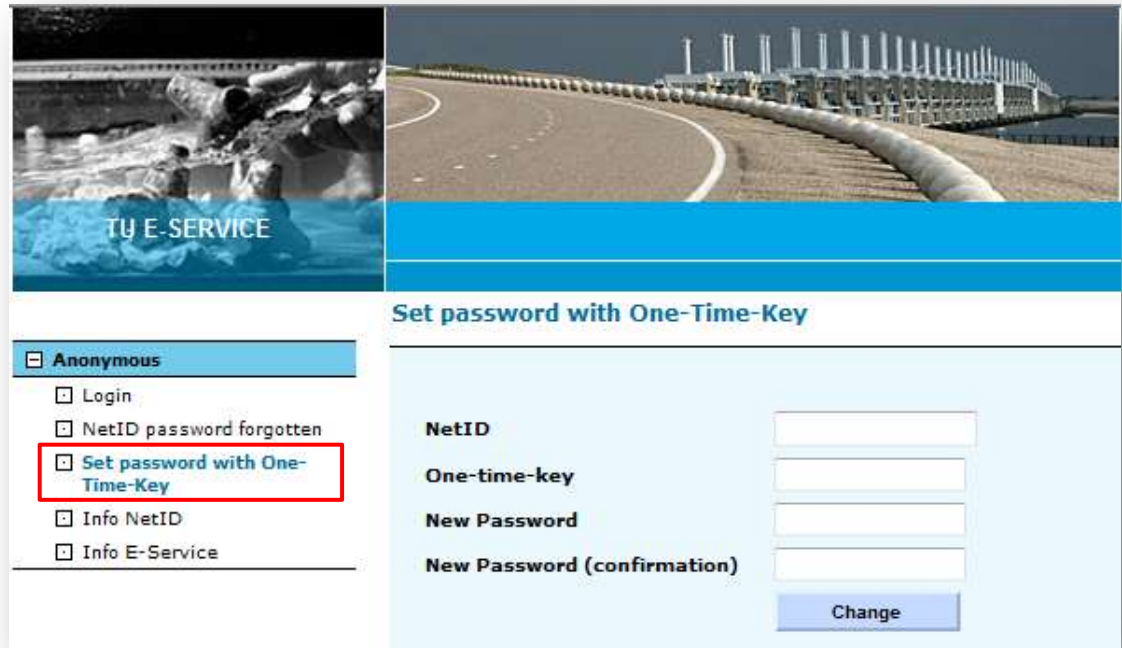 TU E-SERVICE
Set password with One-Time-Key
Anonymous
Login
NetID password forgotten
Set password with One-
Time-Key
Info NetID
Info E-Service
NetID
One-time-key
New Password
New Password (confirmation)
Change